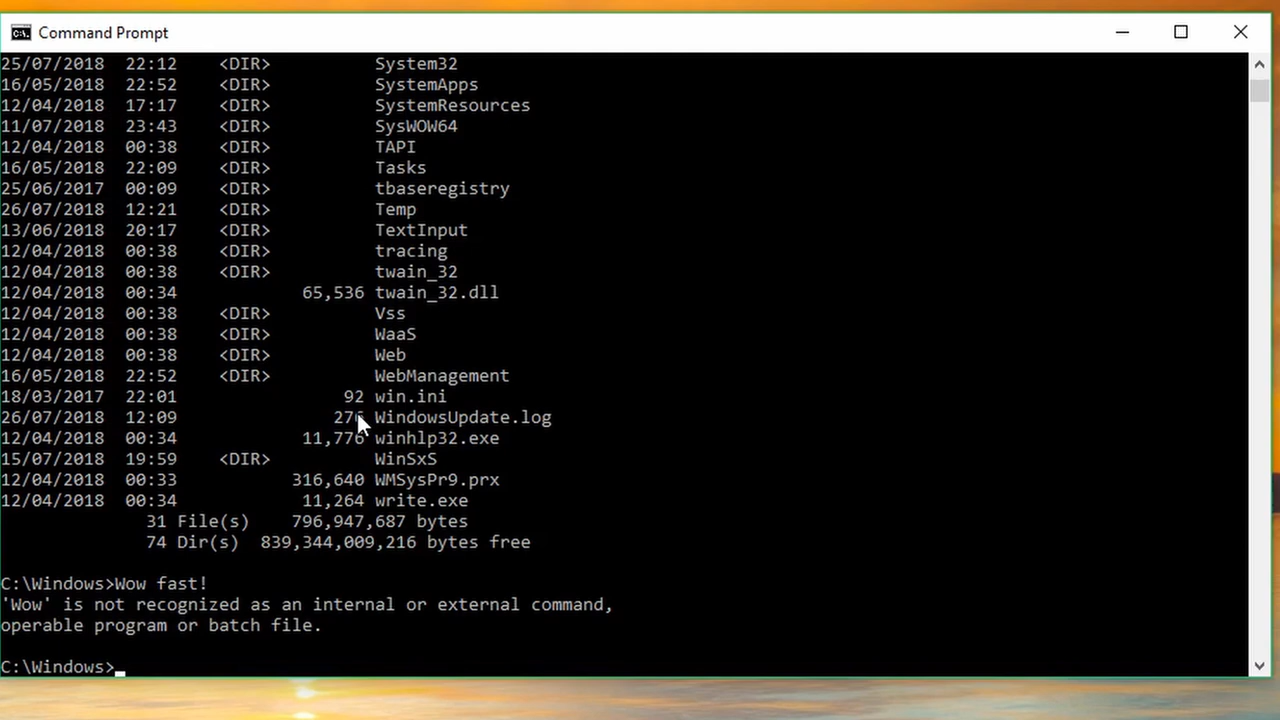 Command Prompt
25/07/2018 22:12 <DIR> System32
16/05/2018 22:52 <DIR> SystemApps
12/04/2018 17:17 <DIR> SystemResources
11/07/2018 23:43 <DIR> SysWOW64
12/04/2018 00:38 <DIR> TAPI
16/05/2018 22:09 <DIR> Tasks
25/06/2017 00:09 <DIR> tbaseregistry
26/07/2018 12:21 <DIR> Temp
13/06/2018 20:17 <DIR> TextInput
12/04/2018 00:38 <DIR> tracing
12/04/2018 00:38 <DIR> twain_32
12/04/2018 00:34 65,536 twain_32.dll
12/04/2018 00:38 <DIR> Vss
12/04/2018 00:38 <DIR> WaaS
12/04/2018 00:38 <DIR> Web
16/05/2018 22:52 <DIR> WebManagement
18/03/2017 22:01 92 win.ini
26/07/2018 12:09 276 WindowsUpdate.log
12/04/2018 00:34 11,776 winhlp32.exe
15/07/2018 19:59 <DIR> WinSxS
12/04/2018 00:33 316,640 WMSysPr9.prx
12/04/2018 00:34 11,264 write.exe
31 File(s) 796,947,687 bytes
74 Dir(s) 839,344,009,216 bytes free
C:\Windows>Wow fast!
'Wow' is not recognized as an internal or external command,
operable program or batch file.
C:\Windows>